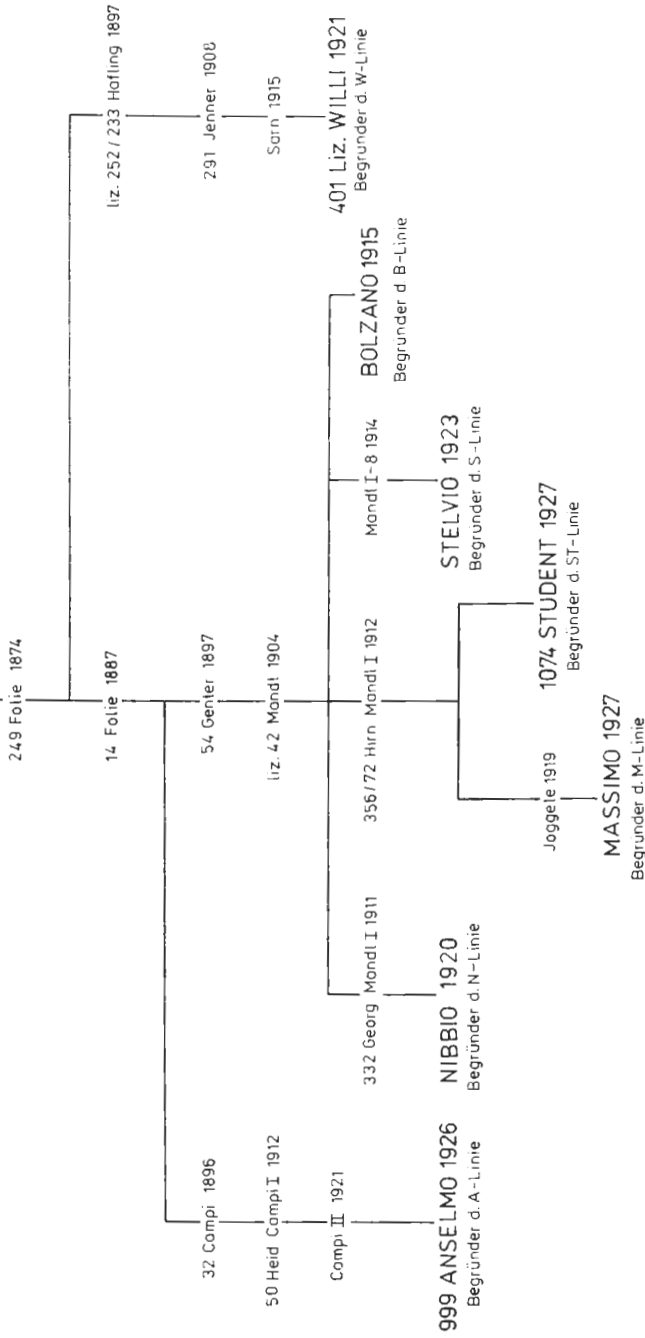 249 Folie 1874
14 Folie 1887
liz. 252 / 233 Hafling 1897
32 Campi 1896
54 Genter 1897
291 Jenner 1908
50 Heid Campi I 1912
liz. 42 Mandl 1904
Sarn 1915
Campi II 1921
332 Georg Mandl I 1911
356/72 Hirn Mandl I 1912
Mandl I-8 1914
BOLZANO 1915
Begründer d B-Linie
401 Liz. WILLI 1921
Begründer d. W-Linie
999 ANSELMO 1926
Begründer d. A-Linie
NIBBIO 1920
Begründer d. N-Linie
STELVIO 1923
Begründer d. S-Linie
Joggele 1919
1074 STUDENT 1927
Begründer d. ST-Linie
MASSIMO 1927
Begründer d. M-Linie